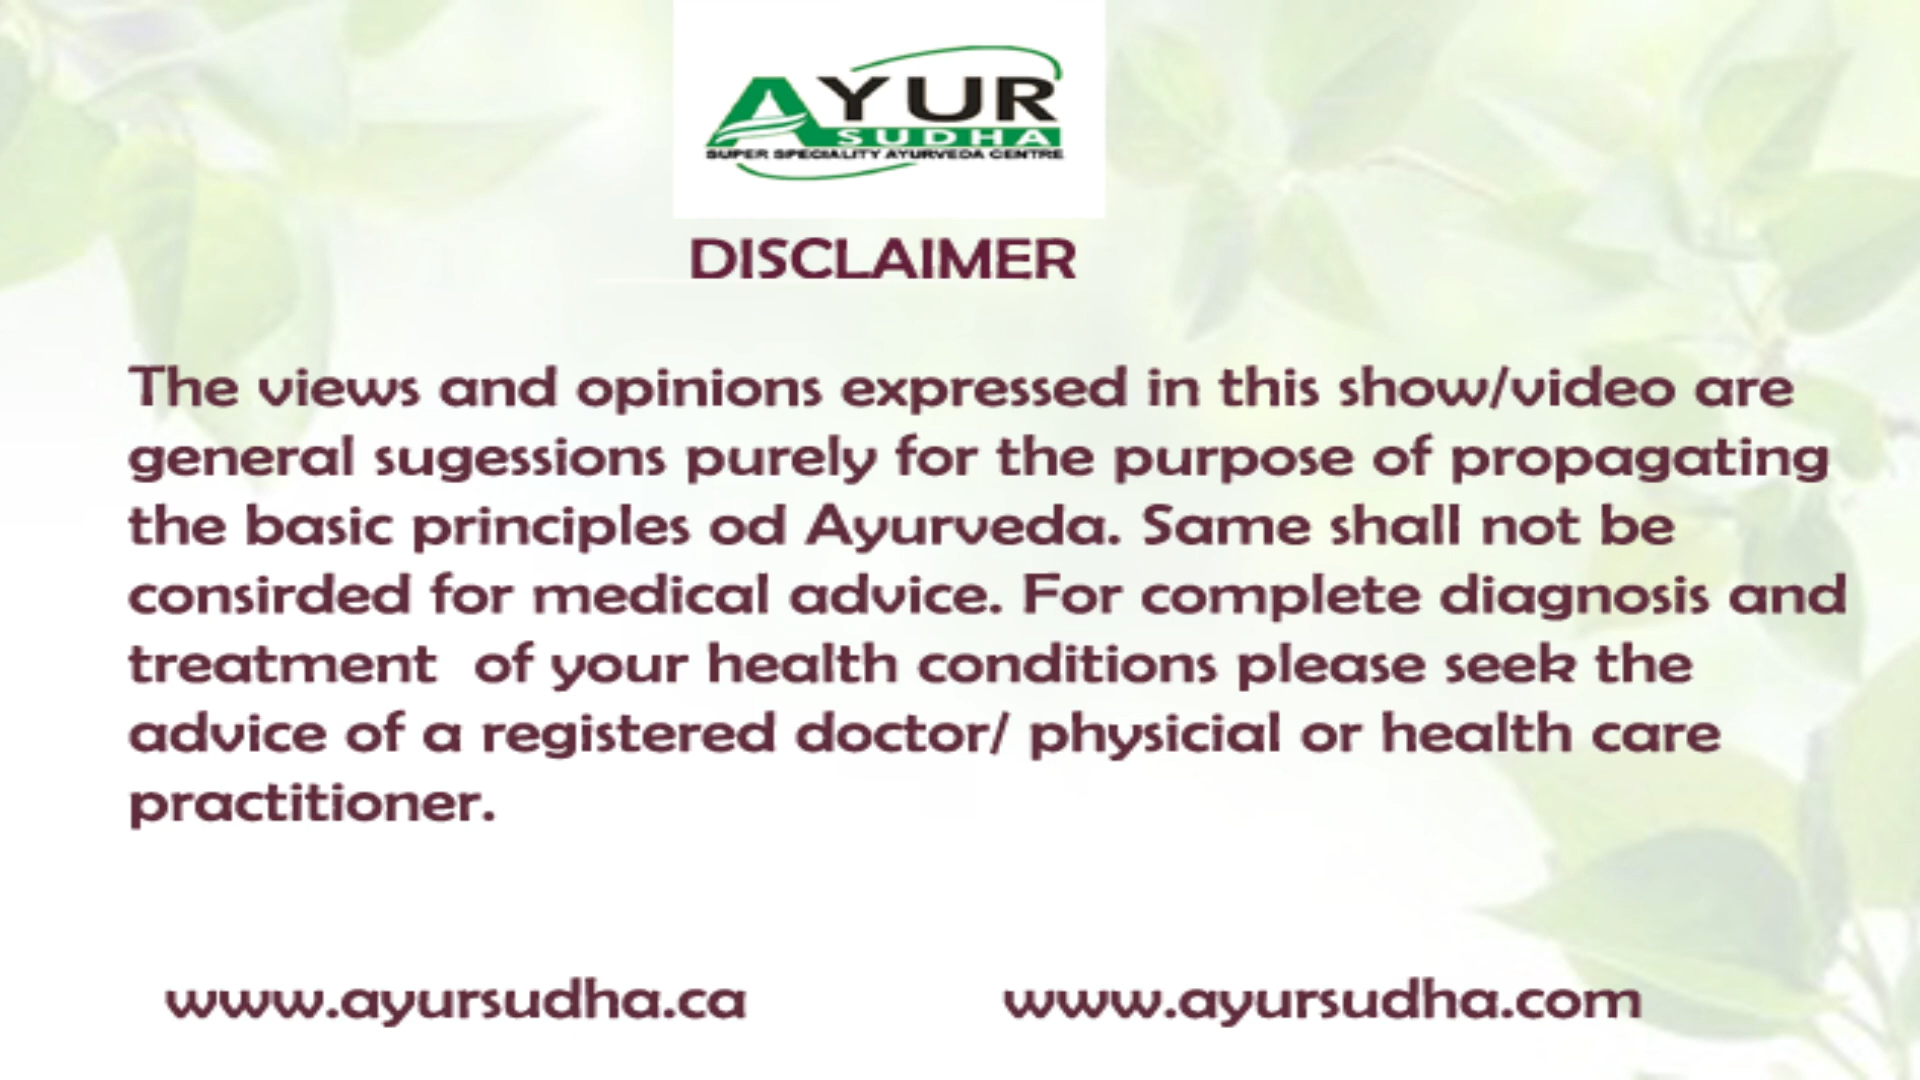 AYUR
SUDHA
SUPER SPECIALITY AYURVEDA CENTRE
DISCLAIMER
The views and opinions expressed in this show/video are
general sugessions purely for the purpose of propagating
the basic principles od Ayurveda. Same shall not be
consirded for medical advice. For complete diagnosis and
treatment  of your health conditions please seek the
advice of a registered doctor/ physicial or health care
practitioner.
www.ayursudha.ca www.ayursudha.com